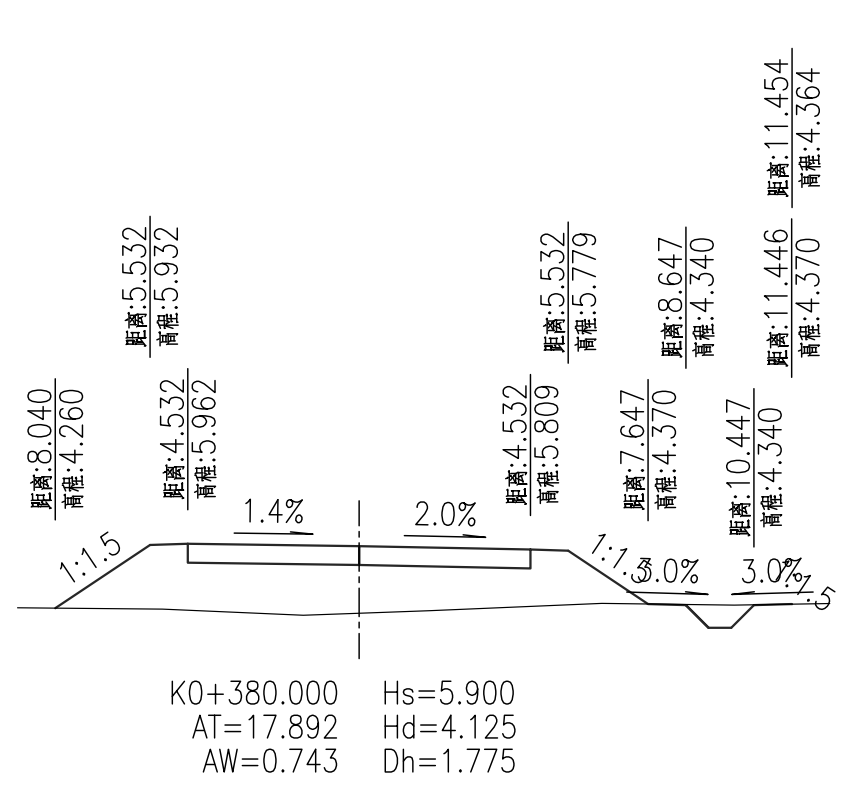 距离:11.454
高程:4.364
距离:5.532
高程:5.932
距离:5.532
高程:5.779
距离:8.647
高程:4.340
距离:11.446
高程:4.370
距离:8.040
高程:4.260
距离:4.532
高程:5.962
距离:4.532
高程:5.809
距离:7.647
高程:4.370
距离:10.447
高程:4.340
1:1.5
1.4%
2.0%
1:1.5
3.0%
3.0%
1:1.5
K0+380.000 Hs=5.900
AT=17.892 Hd=4.125
AW=0.743 Dh=1.775